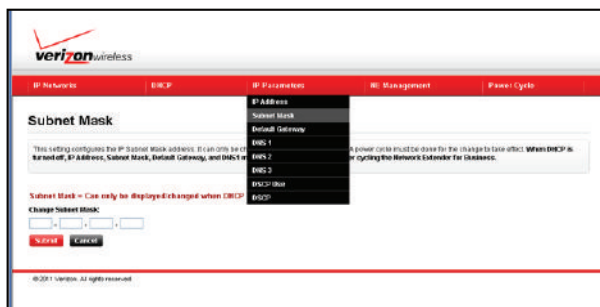 verizonwireless
IP Networks DHCP IP Parameters NE Management Power Cycle
IP Address
Subnet Mask
Default Gateway
DNS 1
DNS 2
DNS 3
DSCP Use
DSCP
Subnet Mask
This setting configures the IP Subnet Mask address. It can only be A power cycle must be done for the change to take effect. When DHCP is
turned off, IP Address, Subnet Mask, Default Gateway, and DNS1 cycling the Network Extender for Business.
Subnet Mask = Can only be displayed/changed when DHCP
Change Subnet Mask:
Submit Cancel
© 2011 Verizon. All rights reserved